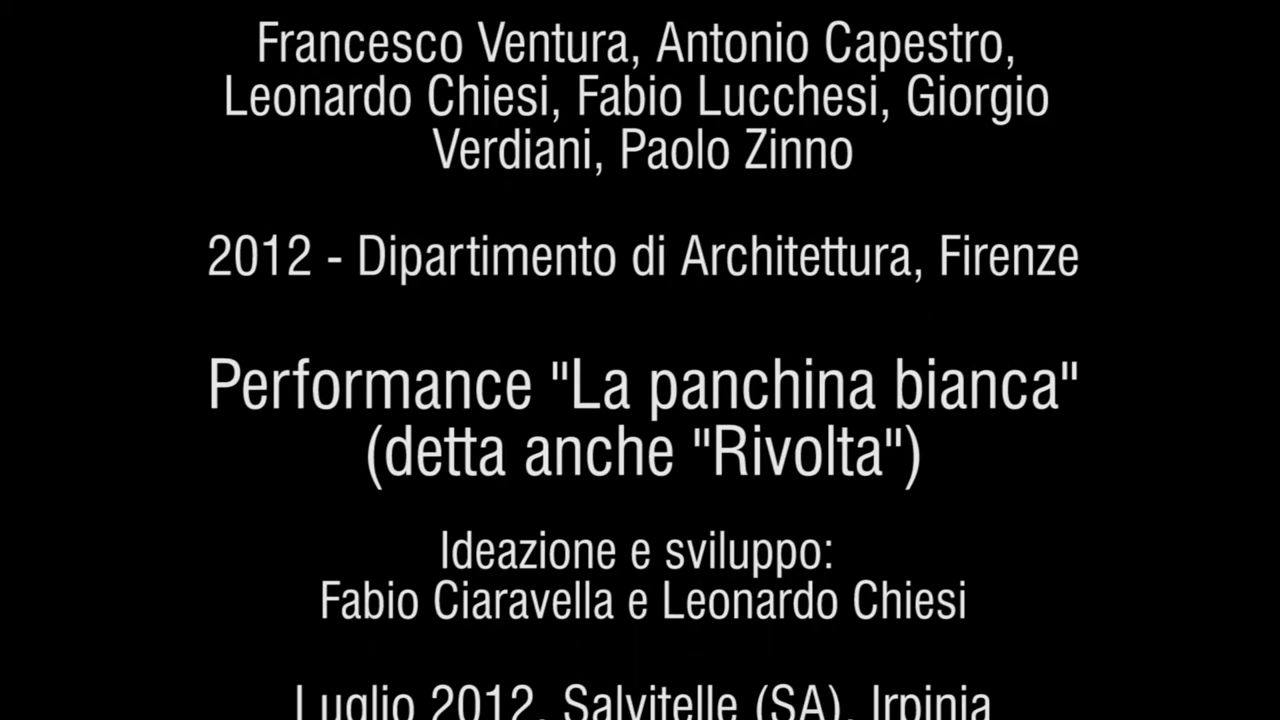 Francesco Ventura, Antonio Capestro,
Leonardo Chiesi, Fabio Lucchesi, Giorgio
Verdiani, Paolo Zinno
2012 - Dipartimento di Architettura, Firenze
Performance "La panchina bianca"
(detta anche "Rivolta")
Ideazione e sviluppo:
Fabio Ciaravella e Leonardo Chiesi
Luglio 2012, Salvitelle (SA), Irpinia